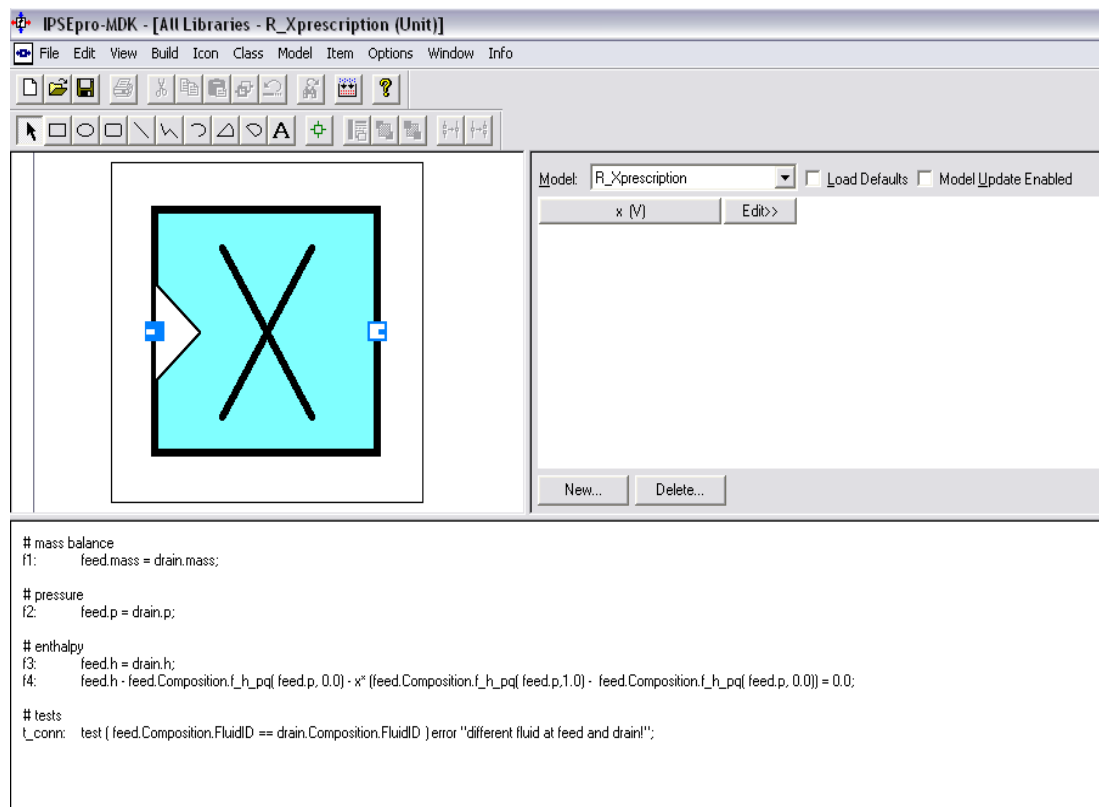 IPSEpro-MDK - [All Libraries - R_Xprescription (Unit)]
File Edit View Build Icon Class Model Item Options Window Info
A
Model: R_Xprescription Load Defaults Model Update Enabled
x (V) Edit>>
X
New... Delete...
# mass balance
f1: feed.mass = drain.mass;
# pressure
f2: feed.p = drain.p;
# enthalpy
f3: feed.h = drain.h;
f4: feed.h - feed.Composition.f_h_pq( feed.p, 0.0) - x* (feed.Composition.f_h_pq( feed.p,1.0) - feed.Composition.f_h_pq( feed.p, 0.0)) = 0.0;
# tests
t_conn: test ( feed.Composition.FluidID == drain.Composition.FluidID ) error "different fluid at feed and drain!";